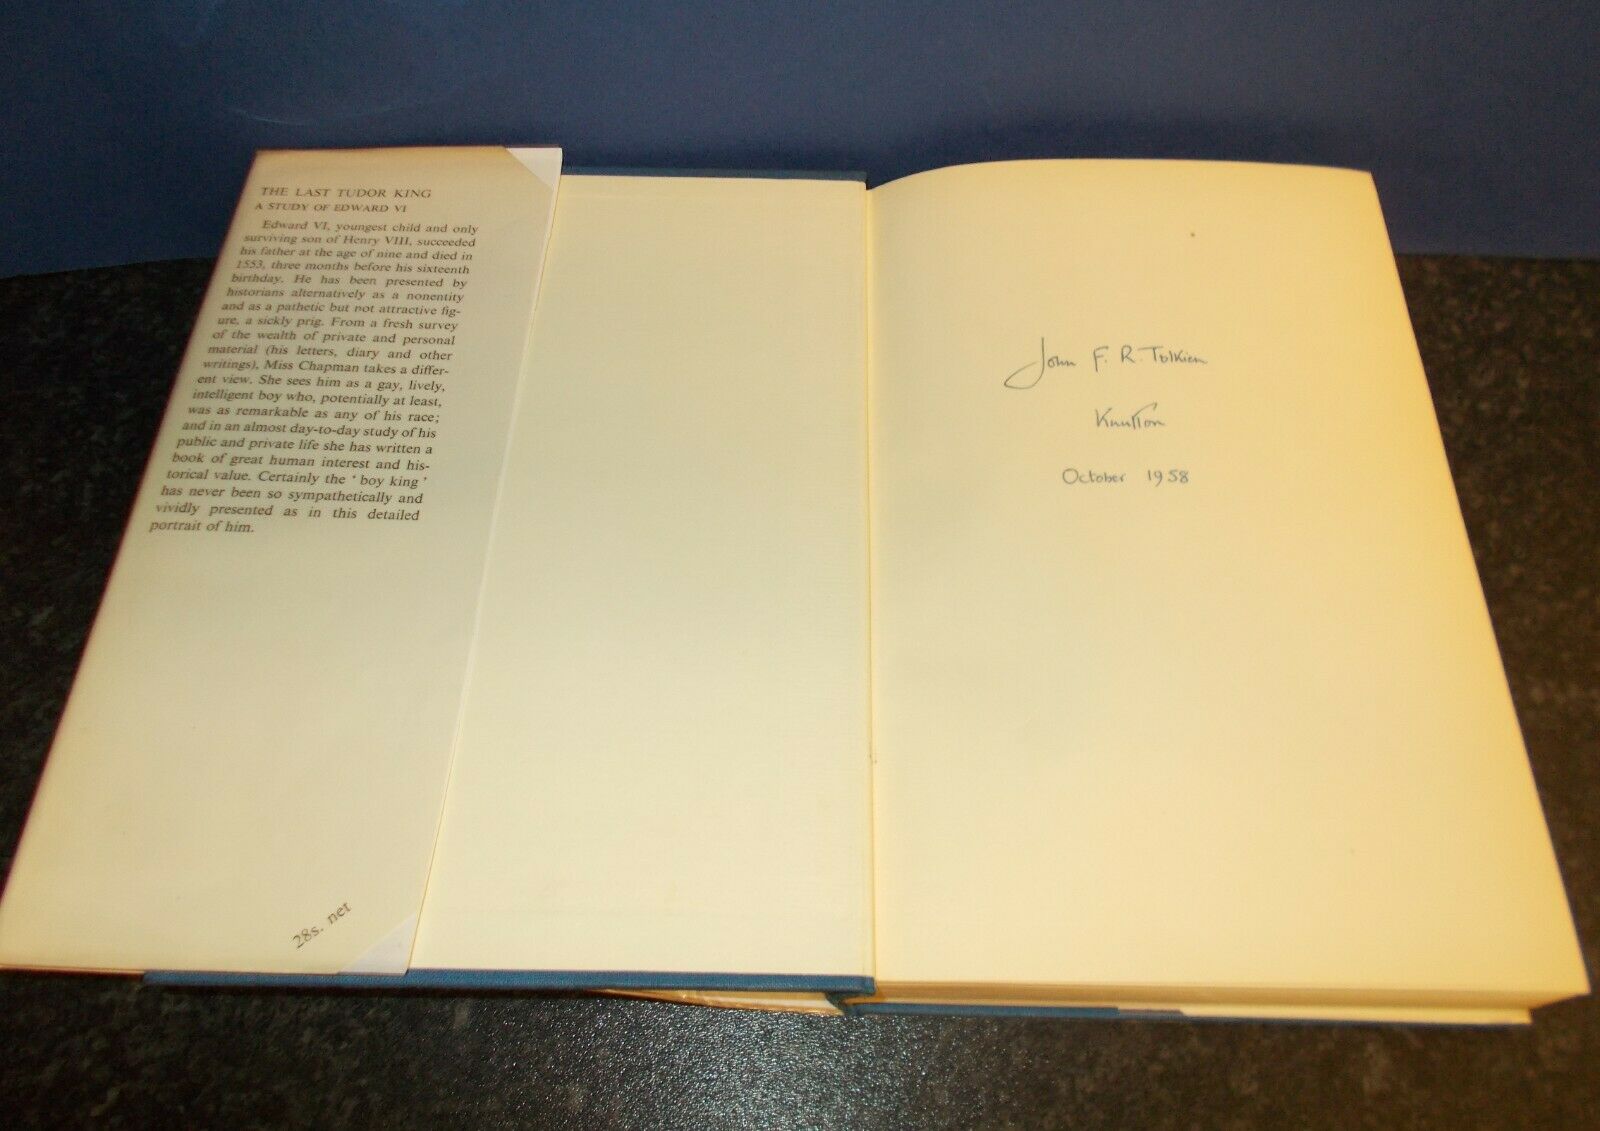 THE LAST TUDOR KING
A STUDY OF EDWARD VI
Edward VI, youngest child and only
surviving son of Henry VIII, succeeded
his father at the age of nine and died in
1553, three months before his sixteenth
birthday. He has been presented by
historians alternatively as a nonentity
and as a pathetic but not attractive fig-
ure, a sickly prig. From a fresh survey
of the wealth of private and personal
material (his letters, diary and other
writings), Miss Chapman takes a differ-
ent view. She sees him as a gay, lively,
intelligent boy who, potentially at least,
was as remarkable as any of his race;
and in an almost day-to-day study of his
public and private life she has written a
book of great human interest and his-
torical value. Certainly the ' boy king '
has never been so sympathetically and
vividly presented as in this detailed
portrait of him.
28s. net
John F. R. Tolkien
Knutton
October 1958